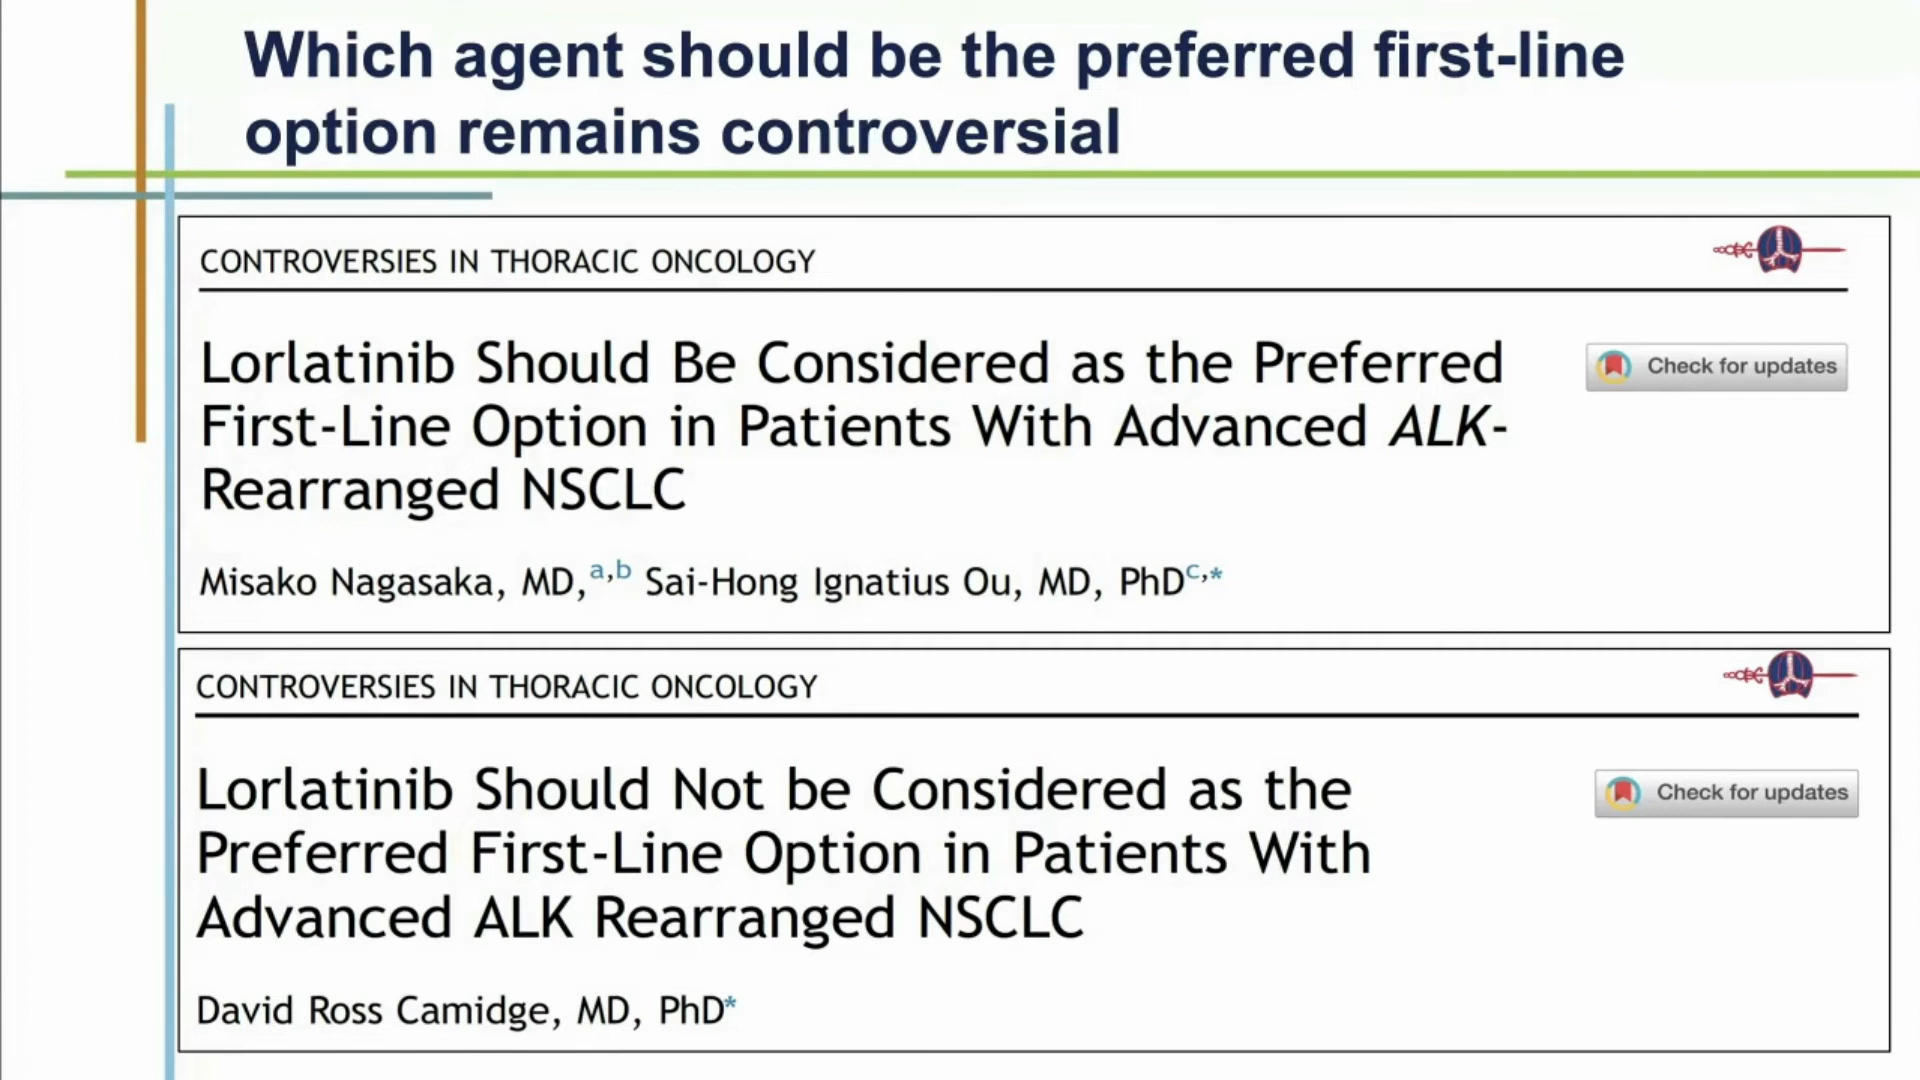 Which agent should be the preferred first-line
option remains controversial
CONTROVERSIES IN THORACIC ONCOLOGY
Lorlatinib Should Be Considered as the Preferred
First-Line Option in Patients With Advanced ALK-
Rearranged NSCLC
Check for updates
Misako Nagasaka, MD,a,b Sai-Hong Ignatius Ou, MD, PhDc,*
CONTROVERSIES IN THORACIC ONCOLOGY
Lorlatinib Should Not be Considered as the
Preferred First-Line Option in Patients With
Advanced ALK Rearranged NSCLC
Check for updates
David Ross Camidge, MD, PhD*